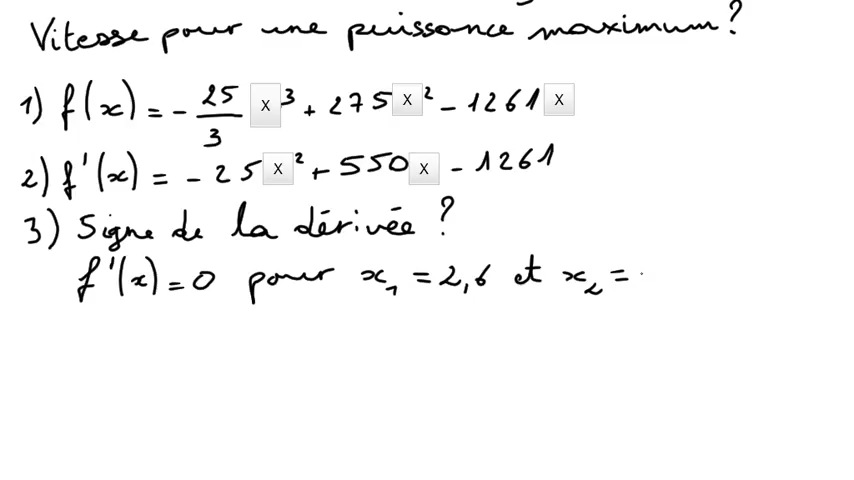 Vitesse pour une puissance maximum ?
1) f(x) = - 25/3 x³ + 275 x² - 1261 x
2) f'(x) = - 25 x² + 550 x - 1261
3) Signe de la dérivée ?
f'(x) = 0 pour x₁ = 2,6 et x₂ =